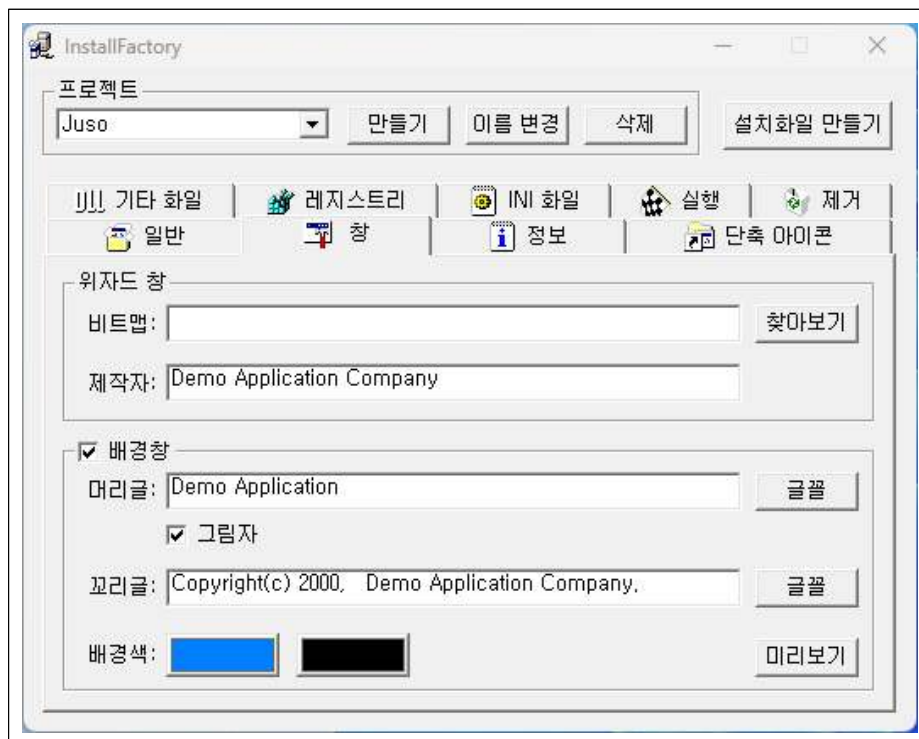 InstallFactory
프로젝트
Juso 만들기 이름 변경 삭제 설치화일 만들기
기타 화일 레지스트리 INI 화일 실행 제거
일반 창 정보 단축 아이콘
위자드 창
비트맵: 찾아보기
제작자: Demo Application Company
배경창
머리글: Demo Application 글꼴
그림자
꼬리글: Copyright(c) 2000, Demo Application Company, 글꼴
배경색: 미리보기